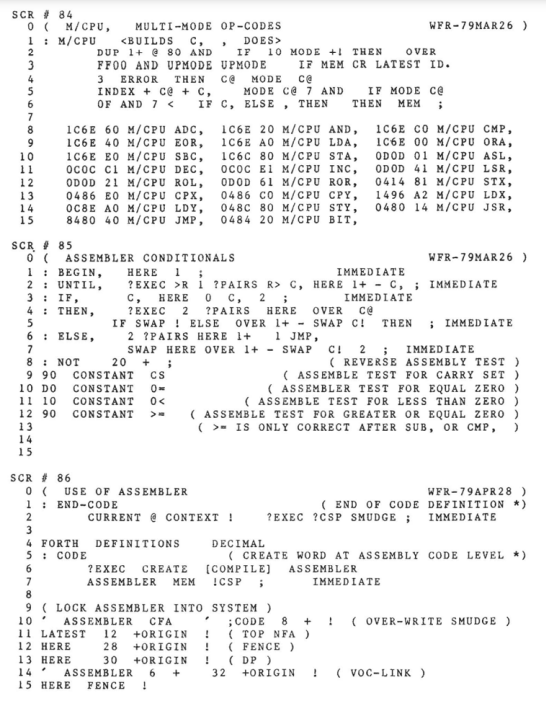 SCR # 84
0 ( M/CPU, MULTI-MODE OP-CODES WFR-79MAR26 )
1 : M/CPU <BUILDS C, , DOES>
2 DUP 1+ @ 80 AND IF 10 MODE +! THEN OVER
3 FF00 AND UPMODE UPMODE IF MEM CR LATEST ID.
4 3 ERROR THEN C@ MODE C@
5 INDEX + C@ + C, MODE C@ 7 AND IF MODE C@
6 0F AND 7 < IF C, ELSE , THEN THEN MEM ;
7
8 1C6E 60 M/CPU ADC, 1C6E 20 M/CPU AND, 1C6E C0 M/CPU CMP,
9 1C6E 40 M/CPU EOR, 1C6E A0 M/CPU LDA, 1C6E 00 M/CPU ORA,
10 1C6E E0 M/CPU SBC, 1C6C 80 M/CPU STA, 0D0D 01 M/CPU ASL,
11 0C0C C1 M/CPU DEC, 0C0C E1 M/CPU INC, 0D0D 41 M/CPU LSR,
12 0D0D 21 M/CPU ROL, 0D0D 61 M/CPU ROR, 0414 81 M/CPU STX,
13 0486 E0 M/CPU CPX, 0486 C0 M/CPU CPY, 1496 A2 M/CPU LDX,
14 0C8E A0 M/CPU LDY, 048C 80 M/CPU STY, 0480 14 M/CPU JSR,
15 8480 40 M/CPU JMP, 0484 20 M/CPU BIT,
SCR # 85
0 ( ASSEMBLER CONDITIONALS WFR-79MAR26 )
1 : BEGIN, HERE 1 ; IMMEDIATE
2 : UNTIL, ?EXEC >R 1 ?PAIRS R> C, HERE 1+ - C, ; IMMEDIATE
3 : IF, C, HERE 0 C, 2 ; IMMEDIATE
4 : THEN, ?EXEC 2 ?PAIRS HERE OVER C@
5 IF SWAP ! ELSE OVER 1+ - SWAP C! THEN ; IMMEDIATE
6 : ELSE, 2 ?PAIRS HERE 1+ 1 JMP,
7 SWAP HERE OVER 1+ - SWAP C! 2 ; IMMEDIATE
8 : NOT 20 + ; ( REVERSE ASSEMBLY TEST )
9 90 CONSTANT CS ( ASSEMBLE TEST FOR CARRY SET )
10 D0 CONSTANT 0= ( ASSEMBLER TEST FOR EQUAL ZERO )
11 10 CONSTANT 0< ( ASSEMBLE TEST FOR LESS THAN ZERO )
12 90 CONSTANT >= ( ASSEMBLE TEST FOR GREATER OR EQUAL ZERO )
13 ( >= IS ONLY CORRECT AFTER SUB, OR CMP, )
14
15
SCR # 86
0 ( USE OF ASSEMBLER WFR-79APR28 )
1 : END-CODE ( END OF CODE DEFINITION *)
2 CURRENT @ CONTEXT ! ?EXEC ?CSP SMUDGE ; IMMEDIATE
3
4 FORTH DEFINITIONS DECIMAL
5 : CODE ( CREATE WORD AT ASSEMBLY CODE LEVEL *)
6 ?EXEC CREATE [COMPILE] ASSEMBLER
7 ASSEMBLER MEM !CSP ; IMMEDIATE
8
9 ( LOCK ASSEMBLER INTO SYSTEM )
10 ' ASSEMBLER CFA ' ;CODE 8 + ! ( OVER-WRITE SMUDGE )
11 LATEST 12 +ORIGIN ! ( TOP NFA )
12 HERE 28 +ORIGIN ! ( FENCE )
13 HERE 30 +ORIGIN ! ( DP )
14 ' ASSEMBLER 6 + 32 +ORIGIN ! ( VOC-LINK )
15 HERE FENCE !